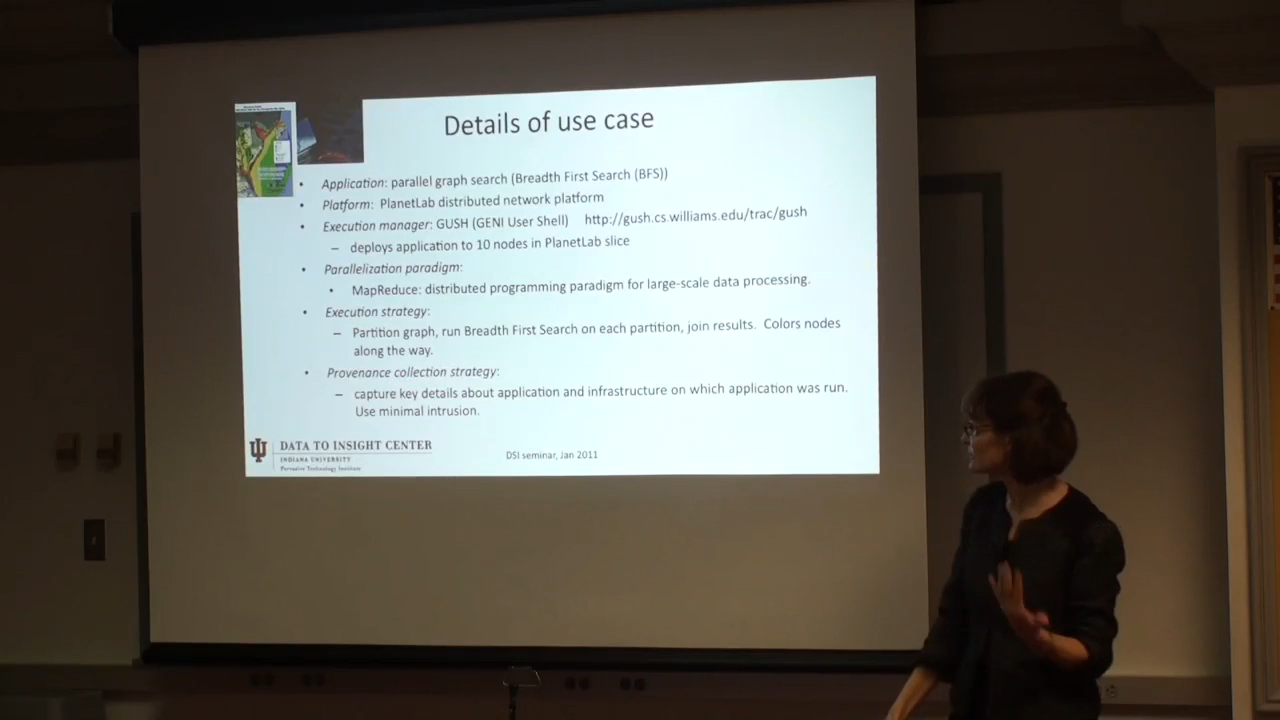 Details of use case
• Application: parallel graph search (Breadth First Search (BFS))
• Platform: PlanetLab distributed network platform
• Execution manager: GUSH (GENI User Shell) http://gush.cs.williams.edu/trac/gush
– deploys application to 10 nodes in PlanetLab slice
• Parallelization paradigm:
• MapReduce: distributed programming paradigm for large-scale data processing.
• Execution strategy:
– Partition graph, run Breadth First Search on each partition, join results. Colors nodes
along the way.
• Provenance collection strategy:
– capture key details about application and infrastructure on which application was run.
Use minimal intrusion.
DATA TO INSIGHT CENTER
INDIANA UNIVERSITY
Pervasive Technology Institute
DSI seminar, Jan 2011